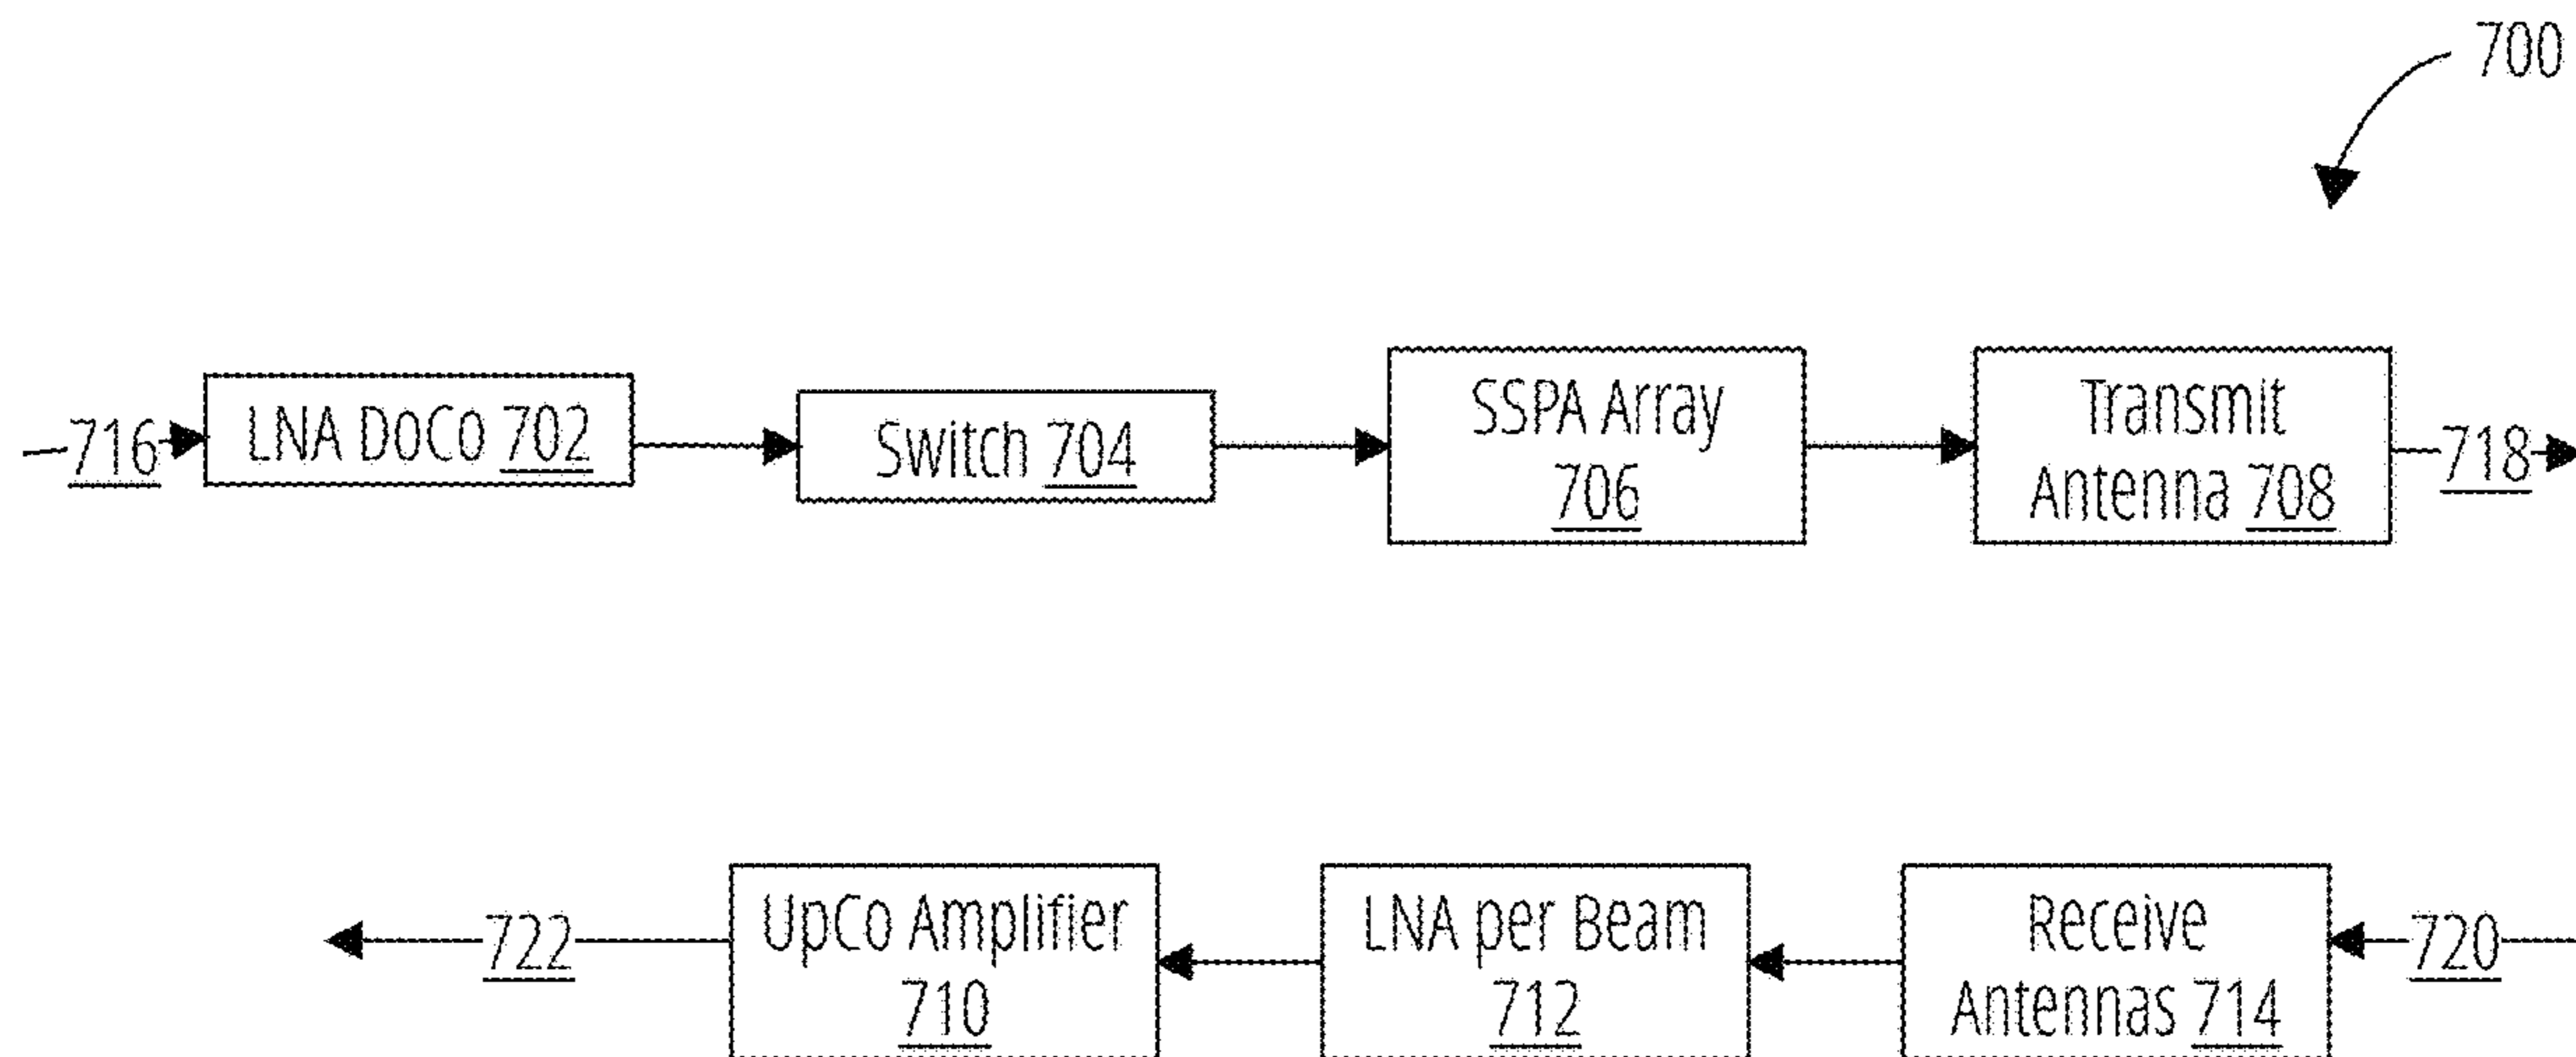 700
716
LNA DoCo 702
Switch 704
SSPA Array
706
Transmit
Antenna 708
718
722
UpCo Amplifier
710
LNA per Beam
712
Receive
Antennas 714
720